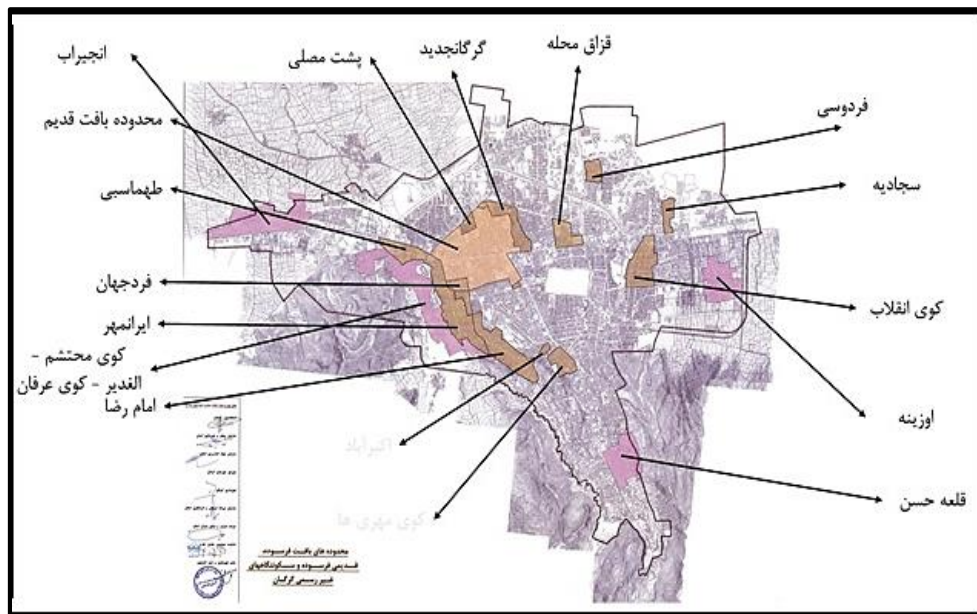 انجیراب
محدوده بافت قدیم
طهماسبی
فردجهان
ایرانمهر
کوی محتشم -
الغدیر - کوی عرفان
امام رضا
پشت مصلی
گرگانجدید
قزاق محله
فردوسی
سجادیه
کوی انقلاب
اوزینه
قلعه حسن
اکبرآباد
کوی مهری ها
محدوده های بافت فرسوده،
قدیمی فرسوده و سکونتگاههای
غیر رسمی گرگان